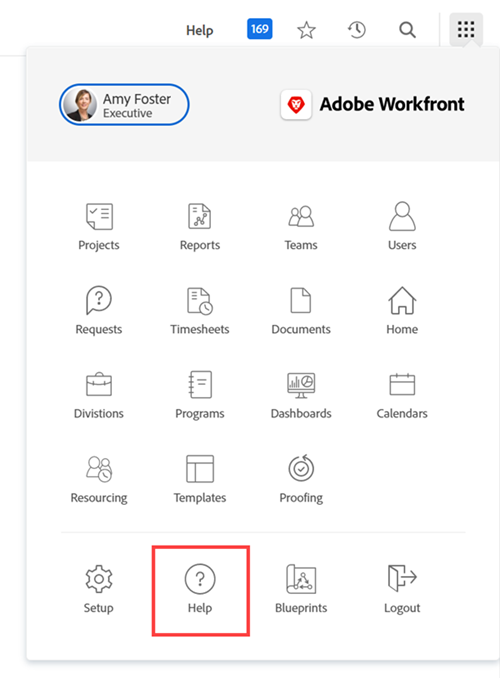 Help 169
Amy Foster
Executive
Adobe Workfront
Projects Reports Teams Users
Requests Timesheets Documents Home
Divistions Programs Dashboards Calendars
Resourcing Templates Proofing
Setup Help Blueprints Logout